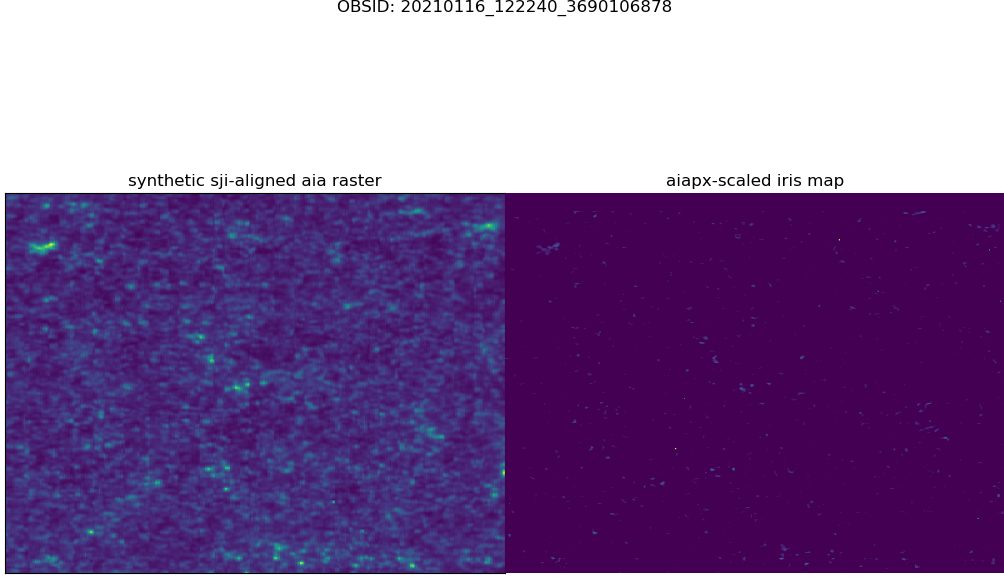 OBSID: 20210116_122240_3690106878
synthetic sji-aligned aia raster
aiapx-scaled iris map